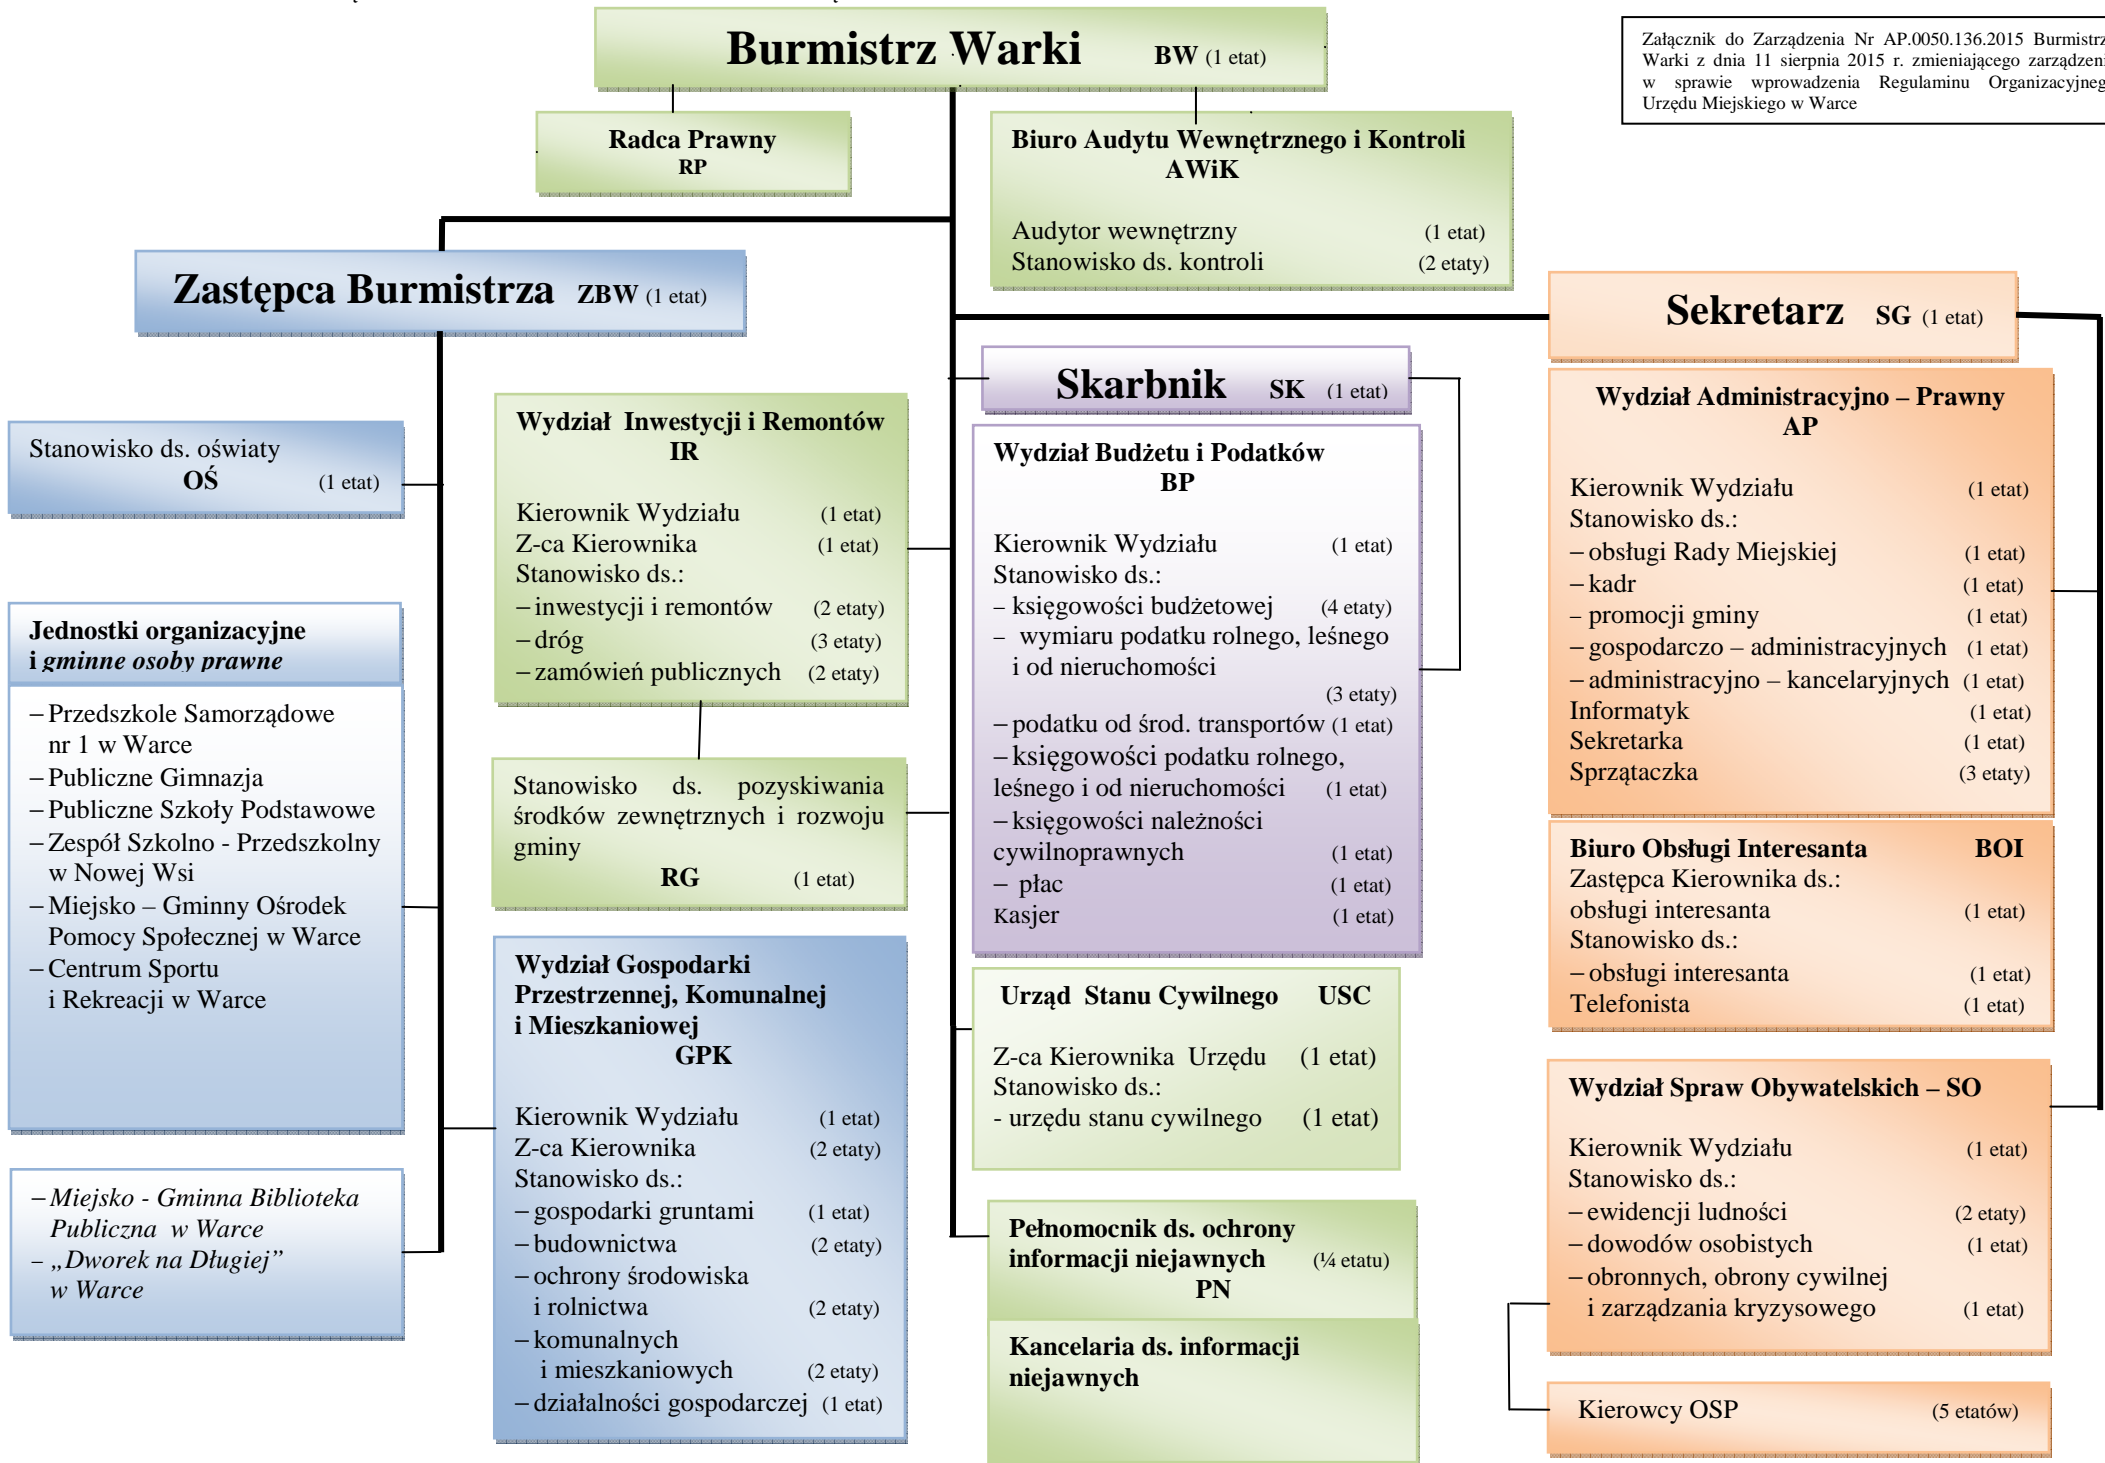 Burmistrz Warki BW (1 etat)
Załącznik do Zarządzenia Nr AP.0050.136.2015 Burmistrz
Warki z dnia 11 sierpnia 2015 r. zmieniającego zarządzeni
w sprawie wprowadzenia Regulaminu Organizacyjneg
Urzędu Miejskiego w Warce
Radca Prawny
RP
Biuro Audytu Wewnętrznego i Kontroli
AWiK
Audytor wewnętrzny (1 etat)
Stanowisko ds. kontroli (2 etaty)
Zastępca Burmistrza ZBW (1 etat)
Stanowisko ds. oświaty
OŚ (1 etat)
Jednostki organizacyjne
i gminne osoby prawne
– Przedszkole Samorządowe
nr 1 w Warce
– Publiczne Gimnazja
– Publiczne Szkoły Podstawowe
– Zespół Szkolno - Przedszkolny
w Nowej Wsi
– Miejsko – Gminny Ośrodek
Pomocy Społecznej w Warce
– Centrum Sportu
i Rekreacji w Warce
– Miejsko - Gminna Biblioteka
Publiczna w Warce
– „Dworek na Długiej”
w Warce
Wydział Inwestycji i Remontów
IR
Kierownik Wydziału (1 etat)
Z-ca Kierownika (1 etat)
Stanowisko ds.:
– inwestycji i remontów (2 etaty)
– dróg (3 etaty)
– zamówień publicznych (2 etaty)
Stanowisko ds. pozyskiwania
środków zewnętrznych i rozwoju
gminy
RG (1 etat)
Wydział Gospodarki
Przestrzennej, Komunalnej
i Mieszkaniowej
GPK
Kierownik Wydziału (1 etat)
Z-ca Kierownika (2 etaty)
Stanowisko ds.:
– gospodarki gruntami (1 etat)
– budownictwa (2 etaty)
– ochrony środowiska
i rolnictwa (2 etaty)
– komunalnych
i mieszkaniowych (2 etaty)
– działalności gospodarczej (1 etat)
Skarbnik SK (1 etat)
Wydział Budżetu i Podatków
BP
Kierownik Wydziału (1 etat)
Stanowisko ds.:
– księgowości budżetowej (4 etaty)
– wymiaru podatku rolnego, leśnego
i od nieruchomości
(3 etaty)
– podatku od środ. transportów (1 etat)
– księgowości podatku rolnego,
leśnego i od nieruchomości (1 etat)
– księgowości należności
cywilnoprawnych (1 etat)
– płac (1 etat)
Kasjer (1 etat)
Urząd Stanu Cywilnego USC
Z-ca Kierownika Urzędu (1 etat)
Stanowisko ds.:
- urzędu stanu cywilnego (1 etat)
Pełnomocnik ds. ochrony
informacji niejawnych (¼ etatu)
PN
Kancelaria ds. informacji
niejawnych
Sekretarz SG (1 etat)
Wydział Administracyjno – Prawny
AP
Kierownik Wydziału (1 etat)
Stanowisko ds.:
– obsługi Rady Miejskiej (1 etat)
– kadr (1 etat)
– promocji gminy (1 etat)
– gospodarczo – administracyjnych (1 etat)
– administracyjno – kancelaryjnych (1 etat)
Informatyk (1 etat)
Sekretarka (1 etat)
Sprzątaczka (3 etaty)
Biuro Obsługi Interesanta BOI
Zastępca Kierownika ds.:
obsługi interesanta (1 etat)
Stanowisko ds.:
– obsługi interesanta (1 etat)
Telefonista (1 etat)
Wydział Spraw Obywatelskich – SO
Kierownik Wydziału (1 etat)
Stanowisko ds.:
– ewidencji ludności (2 etaty)
– dowodów osobistych (1 etat)
– obronnych, obrony cywilnej
i zarządzania kryzysowego (1 etat)
Kierowcy OSP (5 etatów)